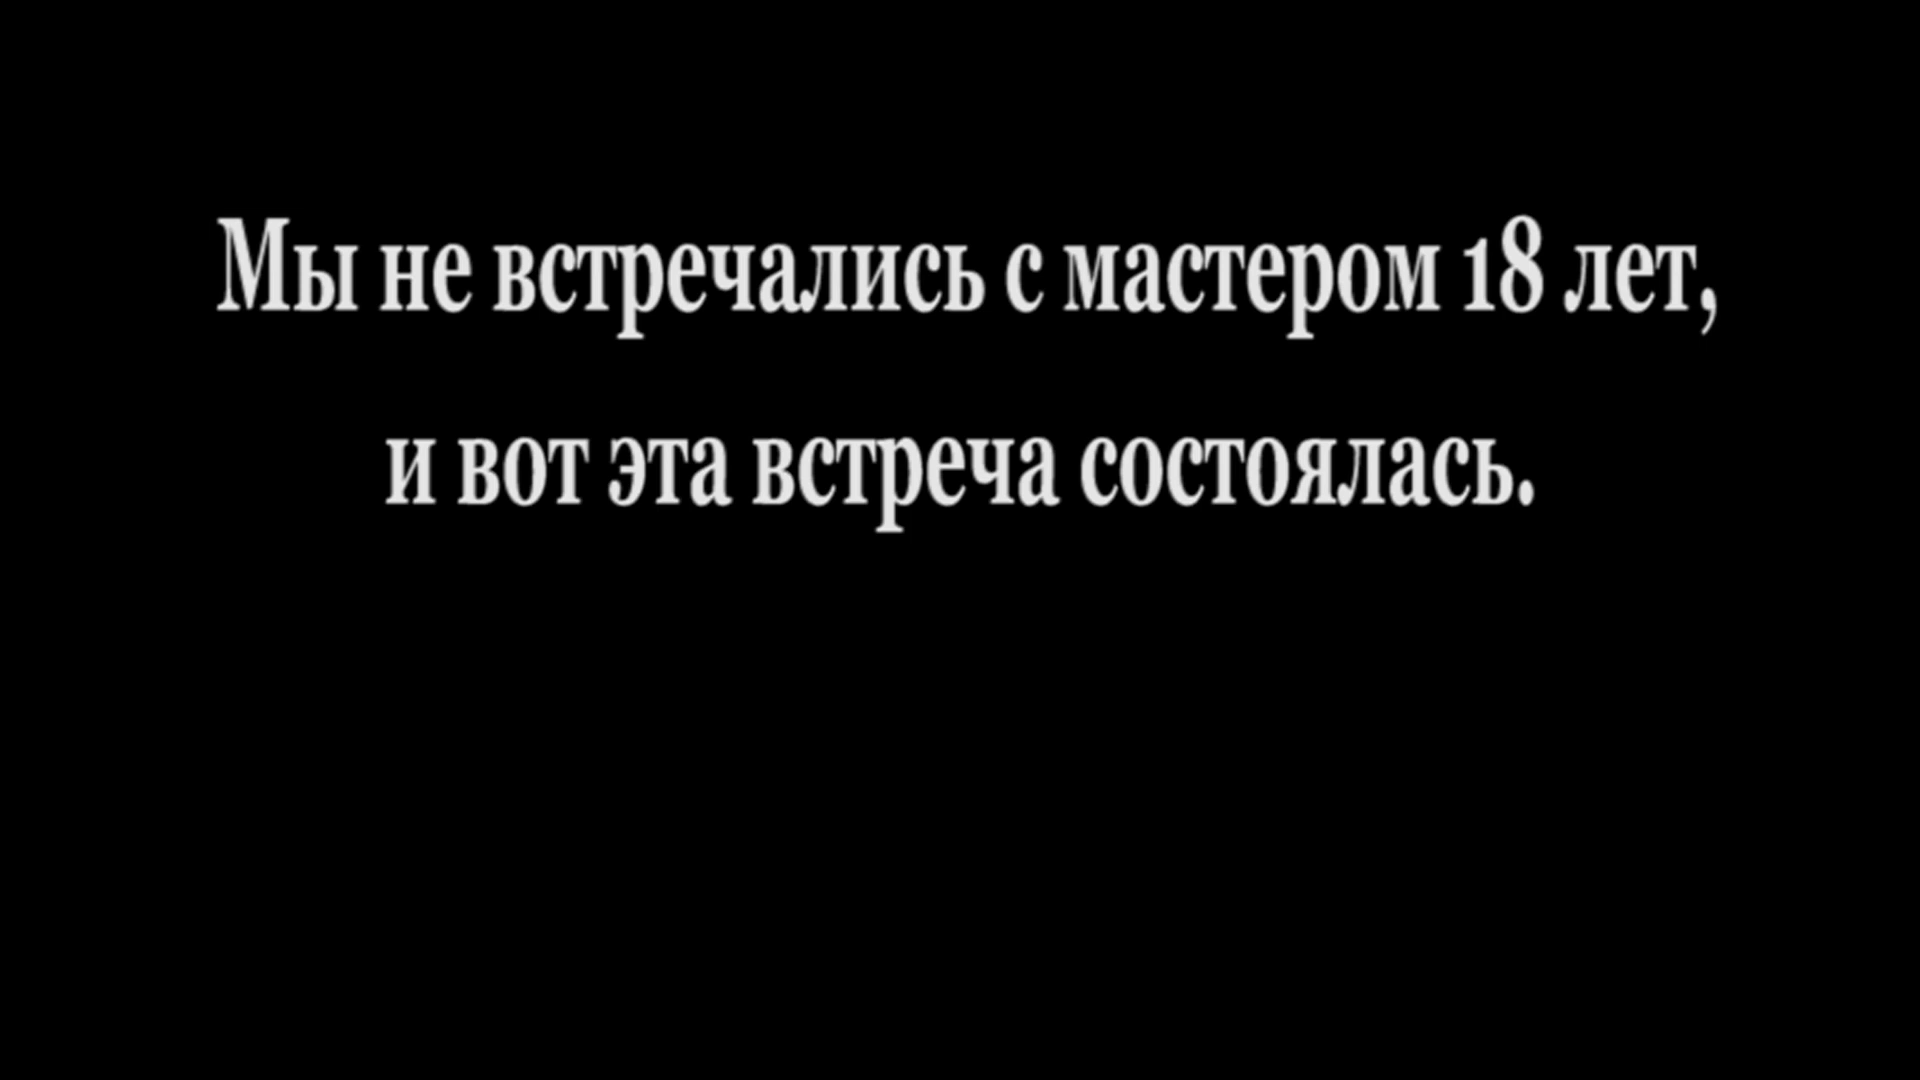 Мы не встречались с мастером 18 лет,
и вот эта встреча состоялась.